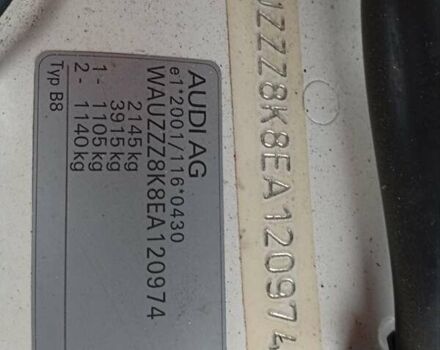 UZZZ8K8EA120974
AUDI AG
e1*2001/116*0430
WAUZZZ8K8EA120974
2145 kg
3915 kg
1- 1105 kg
2- 1140 kg
Typ B8